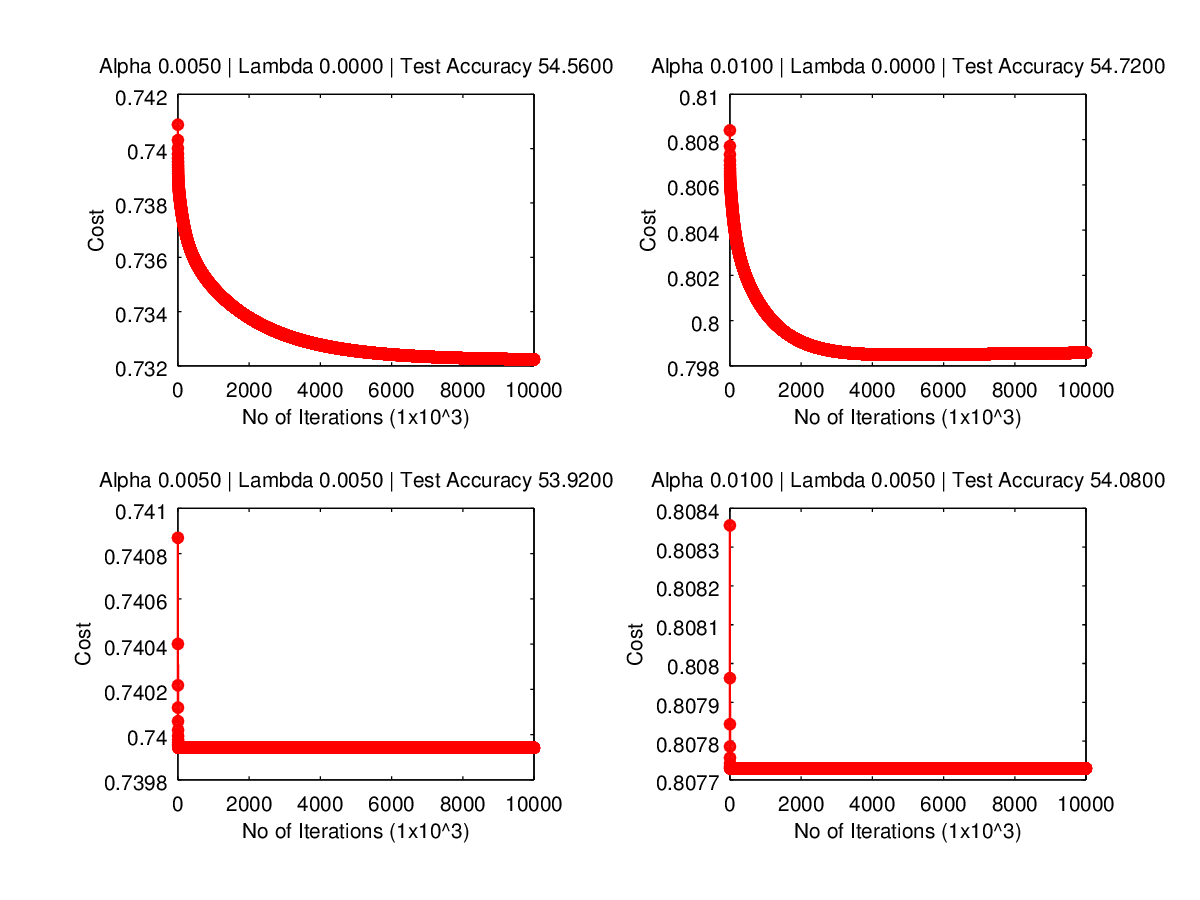 Alpha 0.0050 | Lambda 0.0000 | Test Accuracy 54.5600
0.742
0.74
0.738
0.736
0.734
0.732
Cost
0 2000 4000 6000 8000 10000
No of Iterations (1x10^3)
Alpha 0.0100 | Lambda 0.0000 | Test Accuracy 54.7200
0.81
0.808
0.806
0.804
0.802
0.8
0.798
Cost
0 2000 4000 6000 8000 10000
No of Iterations (1x10^3)
Alpha 0.0050 | Lambda 0.0050 | Test Accuracy 53.9200
0.741
0.7408
0.7406
0.7404
0.7402
0.74
0.7398
Cost
0 2000 4000 6000 8000 10000
No of Iterations (1x10^3)
Alpha 0.0100 | Lambda 0.0050 | Test Accuracy 54.0800
0.8084
0.8083
0.8082
0.8081
0.808
0.8079
0.8078
0.8077
Cost
0 2000 4000 6000 8000 10000
No of Iterations (1x10^3)